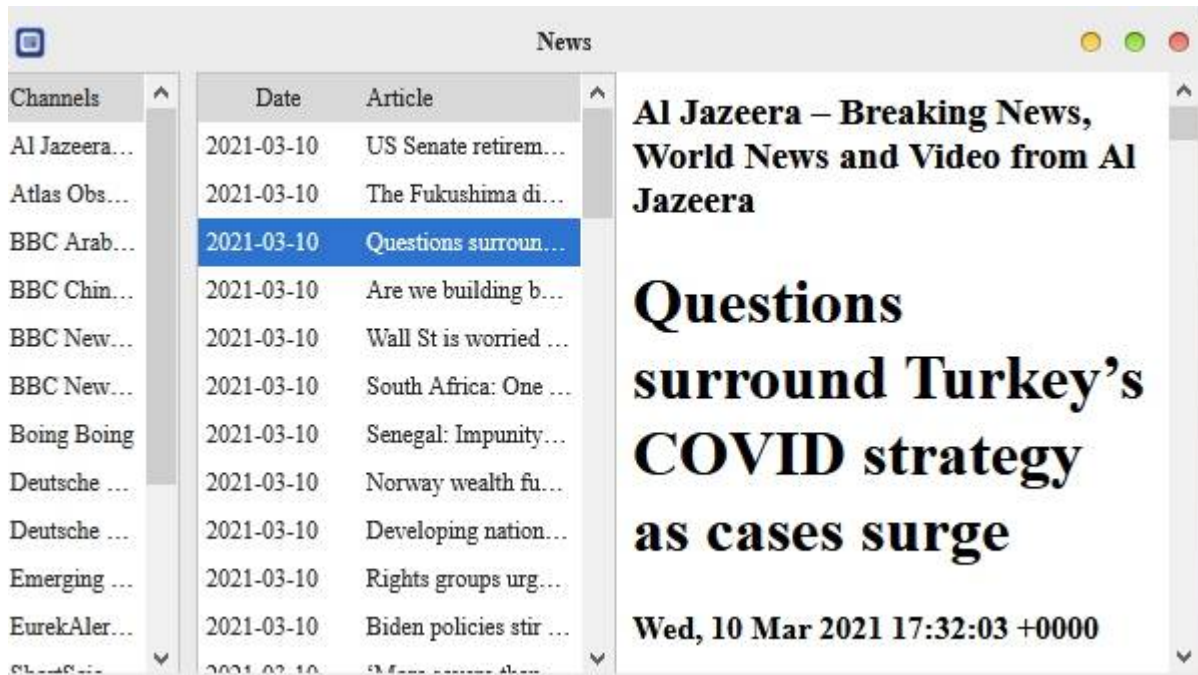 News
Channels
Al Jazeera…
Atlas Obs…
BBC Arab…
BBC Chin…
BBC New…
BBC New…
Boing Boing
Deutsche …
Deutsche …
Emerging …
EurekAler…
Date Article
2021-03-10 US Senate retirem…
2021-03-10 The Fukushima di…
2021-03-10 Questions surroun…
2021-03-10 Are we building b…
2021-03-10 Wall St is worried …
2021-03-10 South Africa: One …
2021-03-10 Senegal: Impunity…
2021-03-10 Norway wealth fu…
2021-03-10 Developing nation…
2021-03-10 Rights groups urg…
2021-03-10 Biden policies stir …
2021-03-10
Al Jazeera – Breaking News,
World News and Video from Al
Jazeera
Questions
surround Turkey’s
COVID strategy
as cases surge
Wed, 10 Mar 2021 17:32:03 +0000